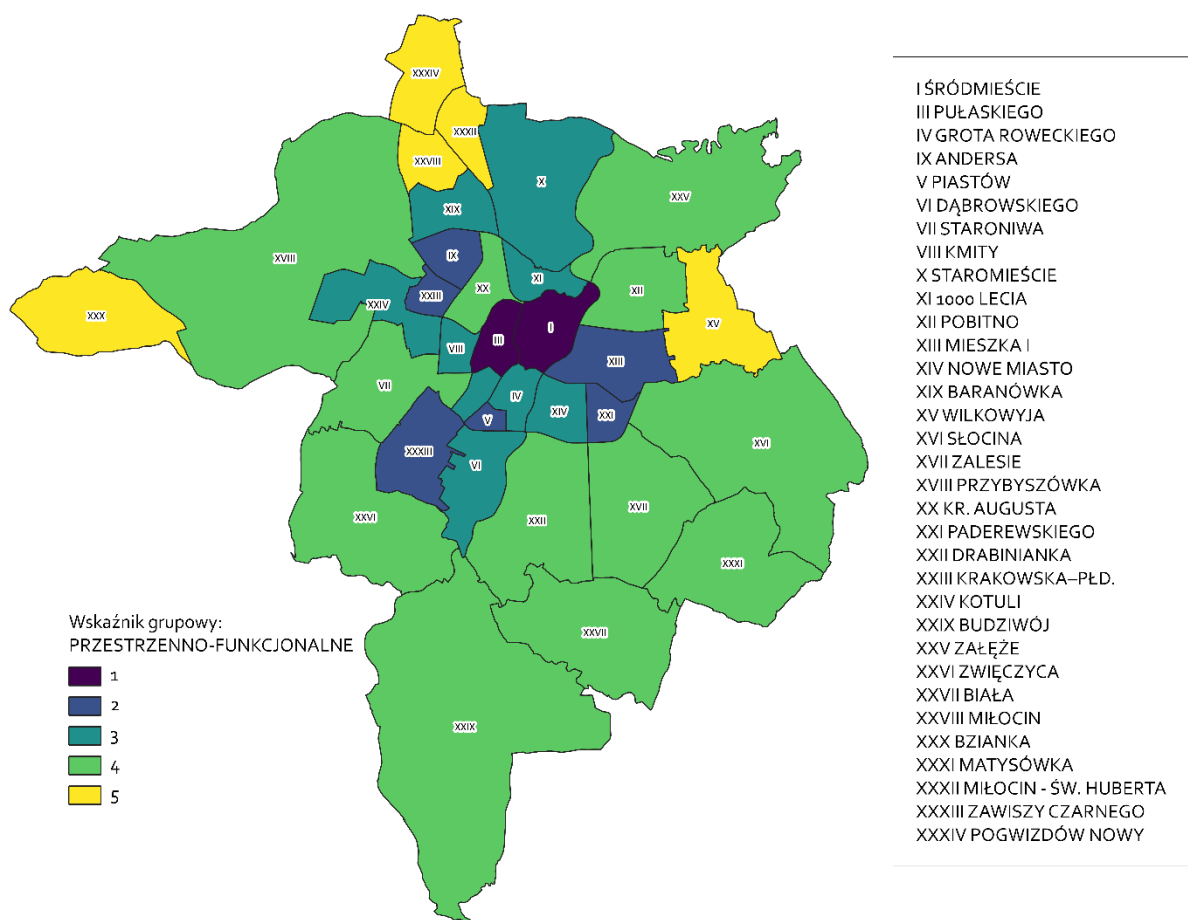 XXXIV
XXXII
XXVIII
X
XXV
XIX
IX
XVIII
XX
XI
XII
XXIII
XXIV
XXX
XV
I
III
VIII
XIII
VII
IV
XIV
XXI
V
XXXIII
VI
XVI
XVII
XXVI
XXII
XXXI
XXVII
XXIX
Wskaźnik grupowy:
PRZESTRZENNO-FUNKCJONALNE
1
2
3
4
5
I ŚRÓDMIEŚCIE
III PUŁASKIEGO
IV GROTA ROWECKIEGO
IX ANDERSA
V PIASTÓW
VI DĄBROWSKIEGO
VII STARONIWA
VIII KMITY
X STAROMIEŚCIE
XI 1000 LECIA
XII POBITNO
XIII MIESZKA I
XIV NOWE MIASTO
XIX BARANÓWKA
XV WILKOWYJA
XVI SŁOCINA
XVII ZALESIE
XVIII PRZYBYSZÓWKA
XX KR. AUGUSTA
XXI PADEREWSKIEGO
XXII DRABINIANKA
XXIII KRAKOWSKA–PŁD.
XXIV KOTULI
XXIX BUDZIWÓJ
XXV ZAŁĘŻE
XXVI ZWIĘCZYCA
XXVII BIAŁA
XXVIII MIŁOCIN
XXX BZIANKA
XXXI MATYSÓWKA
XXXII MIŁOCIN - ŚW. HUBERTA
XXXIII ZAWISZY CZARNEGO
XXXIV POGWIZDÓW NOWY